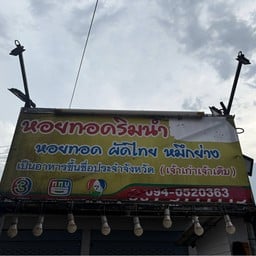 หอยทอดริมน้ำ
หอยทอด ผัดไทย หมึกย่าง
เป็นอาหารขึ้นชื่อประจำจังหวัด (เจ้าเก่าเจ้าเดิม)
3 7 094-0520363